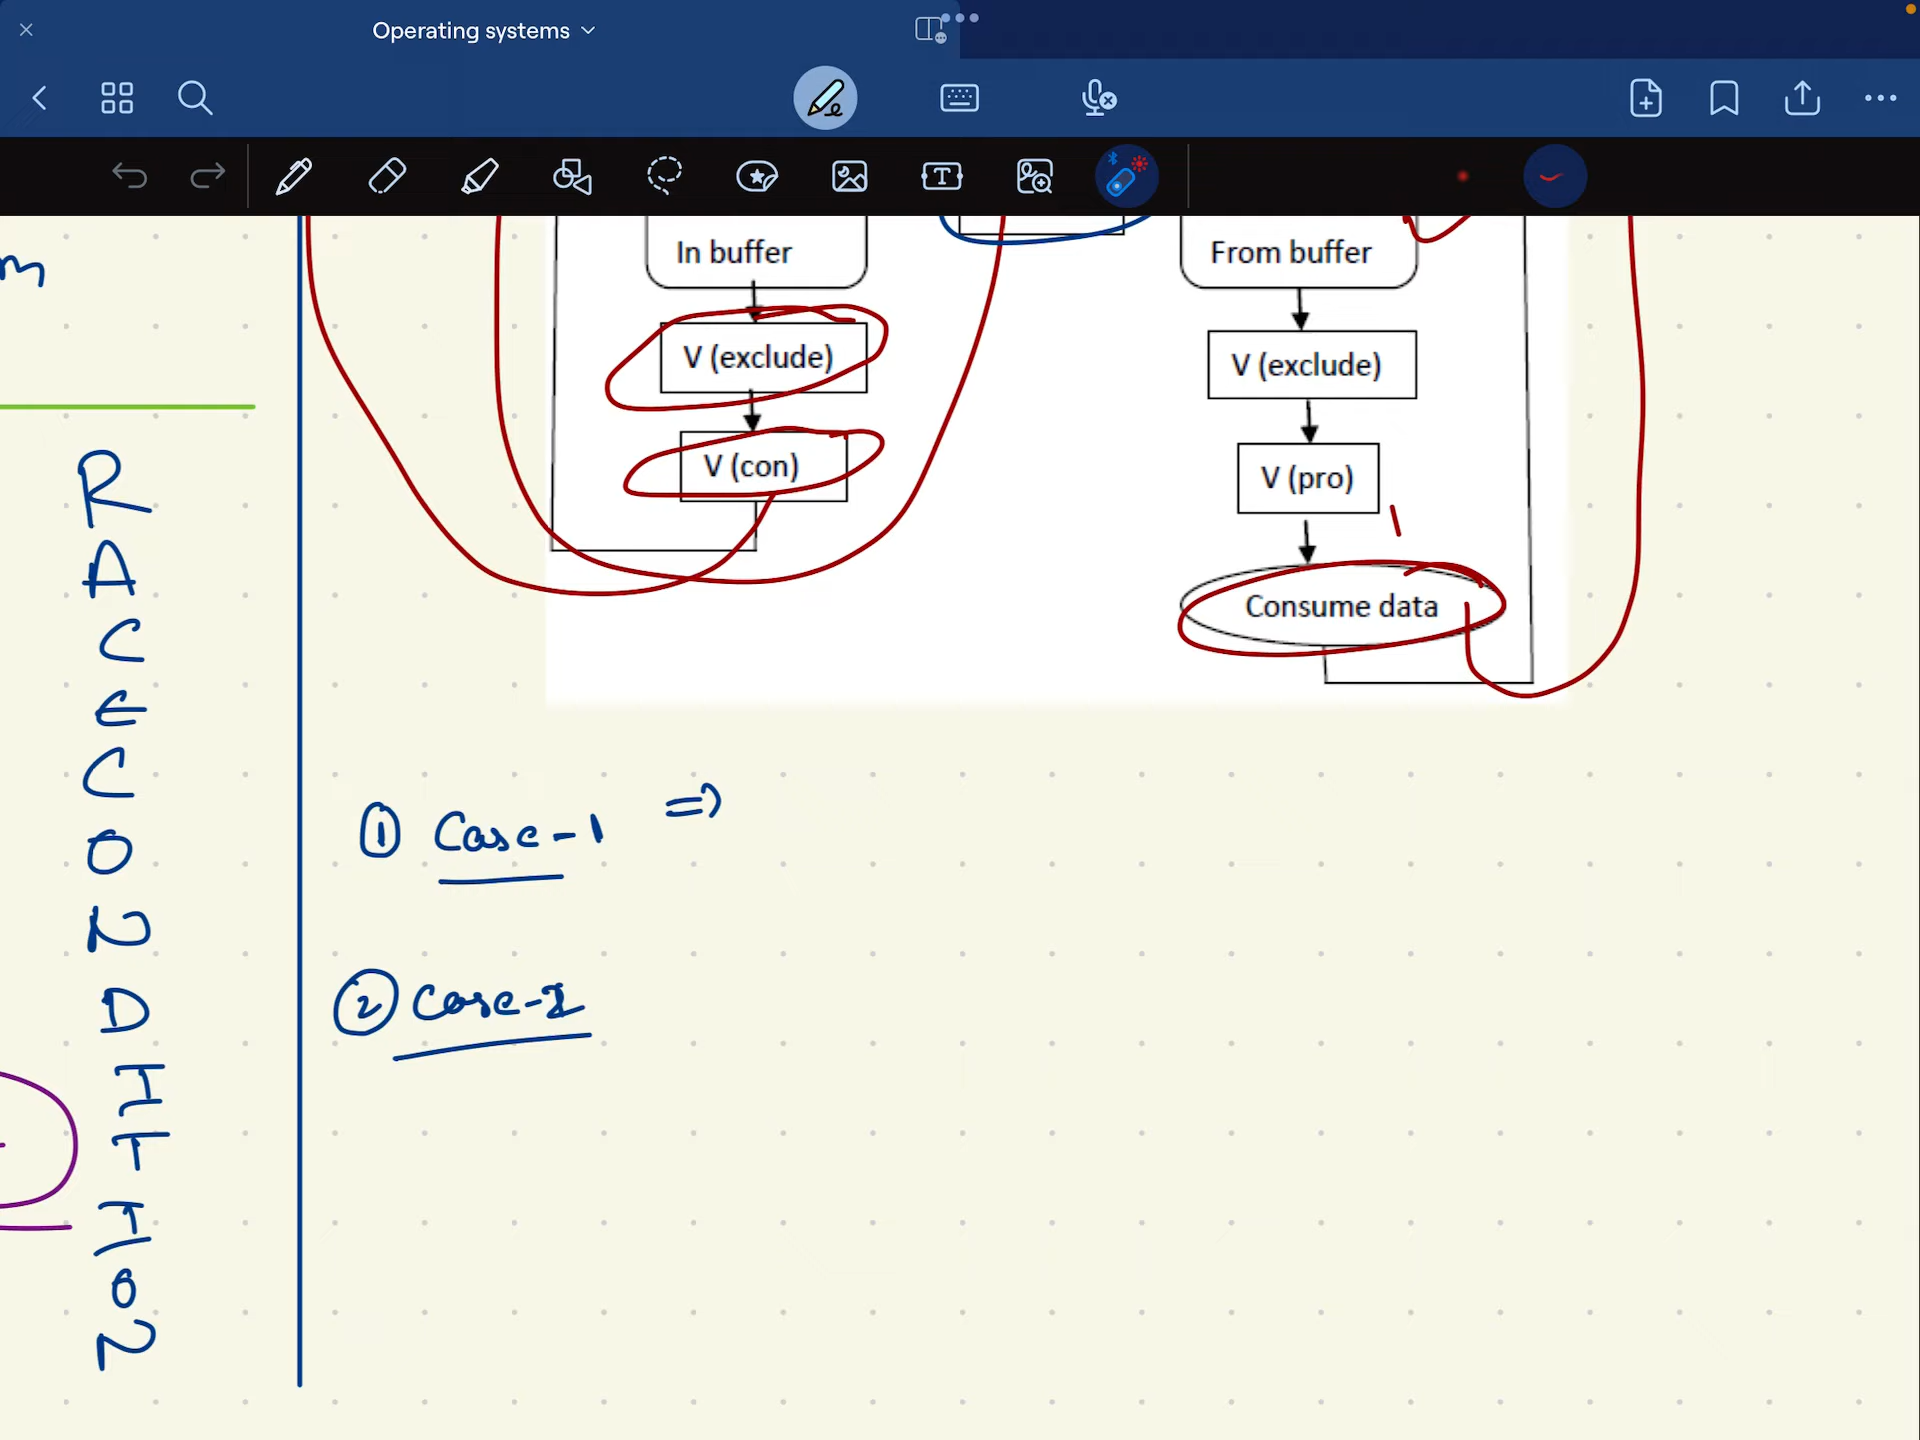 Operating systems
In buffer
V (exclude)
V (con)
From buffer
V (exclude)
V (pro)
Consume data
m
R
A
C
E
C
O
N
D
I
T
I
O
N
① Case-1 ⇒
② Case-2